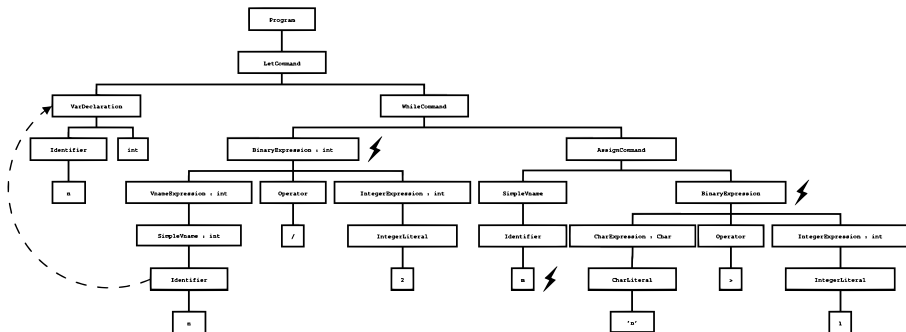 Program
LetCommand
VarDeclaration
WhileCommand
Identifier
int
BinaryExpression : int
AssignCommand
n
VnameExpression : int
Operator
IntegerExpression : int
SimpleVname
BinaryExpression
SimpleVname : int
/
IntegerLiteral
Identifier
CharExpression : Char
Operator
IntegerExpression : int
Identifier
2
m
CharLiteral
>
IntegerLiteral
'n'
1